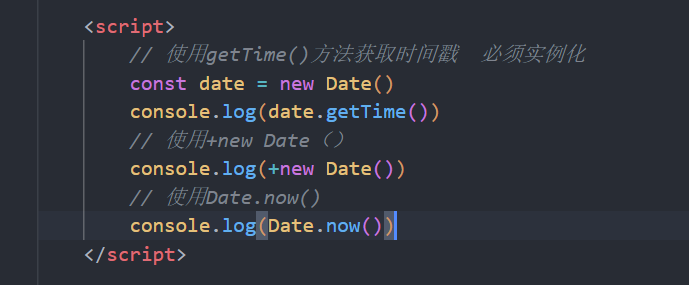 <script>
// 使用getTime()方法获取时间戳  必须实例化
const date = new Date()
console.log(date.getTime())
// 使用+new Date（）
console.log(+new Date())
// 使用Date.now()
console.log(Date.now())
</script>